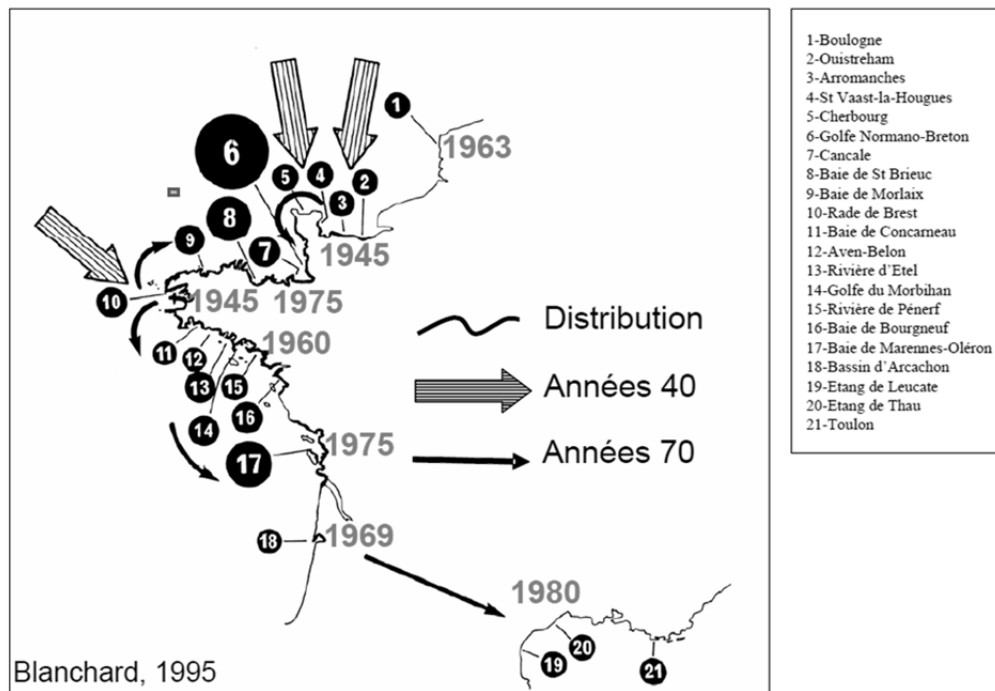 1
1963
6
5
4
2
3
8
9
7
1945
10
1945
1975
Distribution
11
12
1960
13
15
Années 40
16
14
17
1975
Années 70
18
1969
1980
20
19
21
Blanchard, 1995
1-Boulogne
2-Ouistreham
3-Arromanches
4-St Vaast-la-Hougues
5-Cherbourg
6-Golfe Normano-Breton
7-Cancale
8-Baie de St Brieuc
9-Baie de Morlaix
10-Rade de Brest
11-Baie de Concarneau
12-Aven-Belon
13-Rivière d'Etel
14-Golfe du Morbihan
15-Rivière de Pénerf
16-Baie de Bourgneuf
17-Baie de Marennes-Oléron
18-Bassin d'Arcachon
19-Etang de Leucate
20-Etang de Thau
21-Toulon